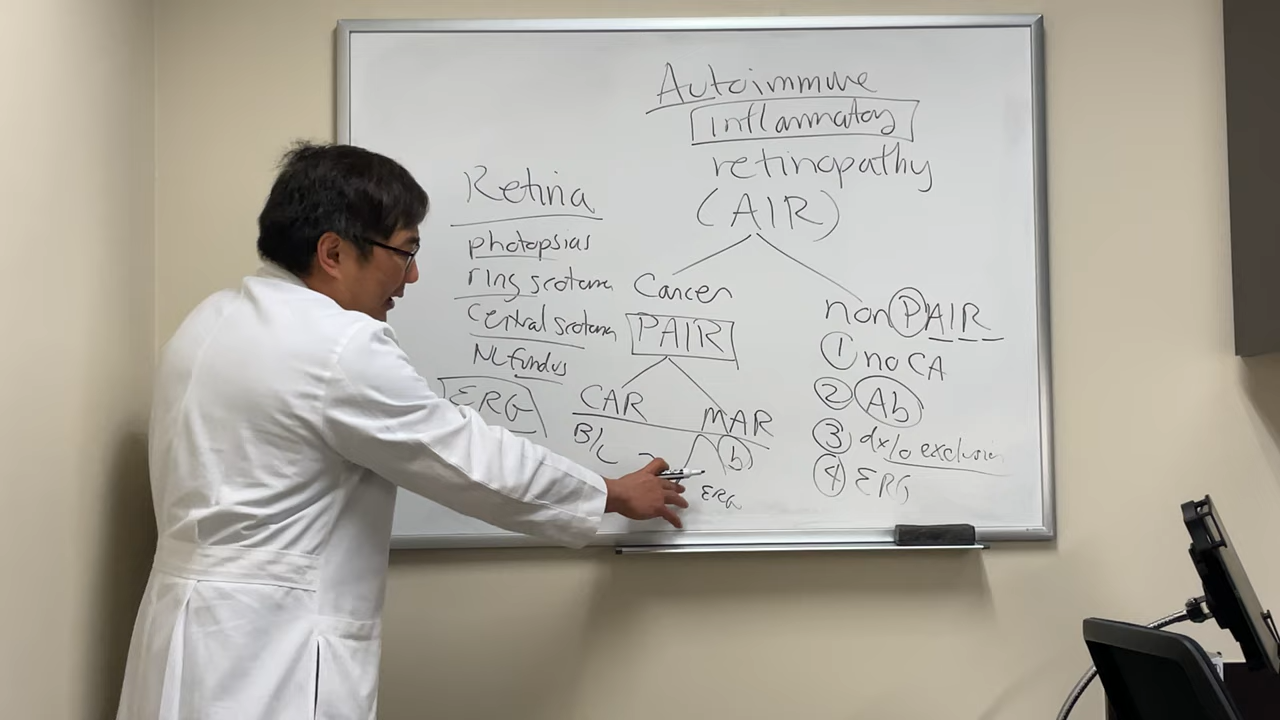 Autoimmune
inflammatory
retinopathy
(AIR)
Retina
photopsias
ring scotoma
Central scotoma
NL fundus
ERG
Cancer
PAIR
CAR
MAR
B/L
b
ERG
non PAIR
1 no CA
2 Ab
3 dx/o exclusion
4 ERG